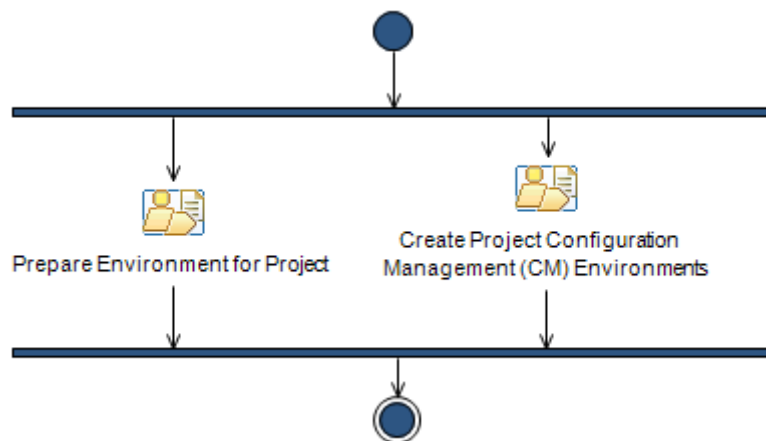 Prepare Environment for Project
Create Project Configuration
Management (CM) Environments